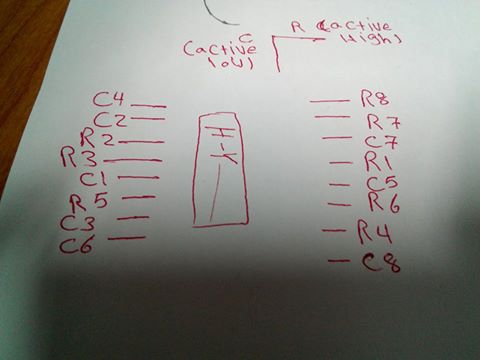 R (active
High)
C
(active
low)
C4
C2
R2
R3
C1
R5
C3
C6
R8
R7
C7
R1
C5
R6
R4
C8